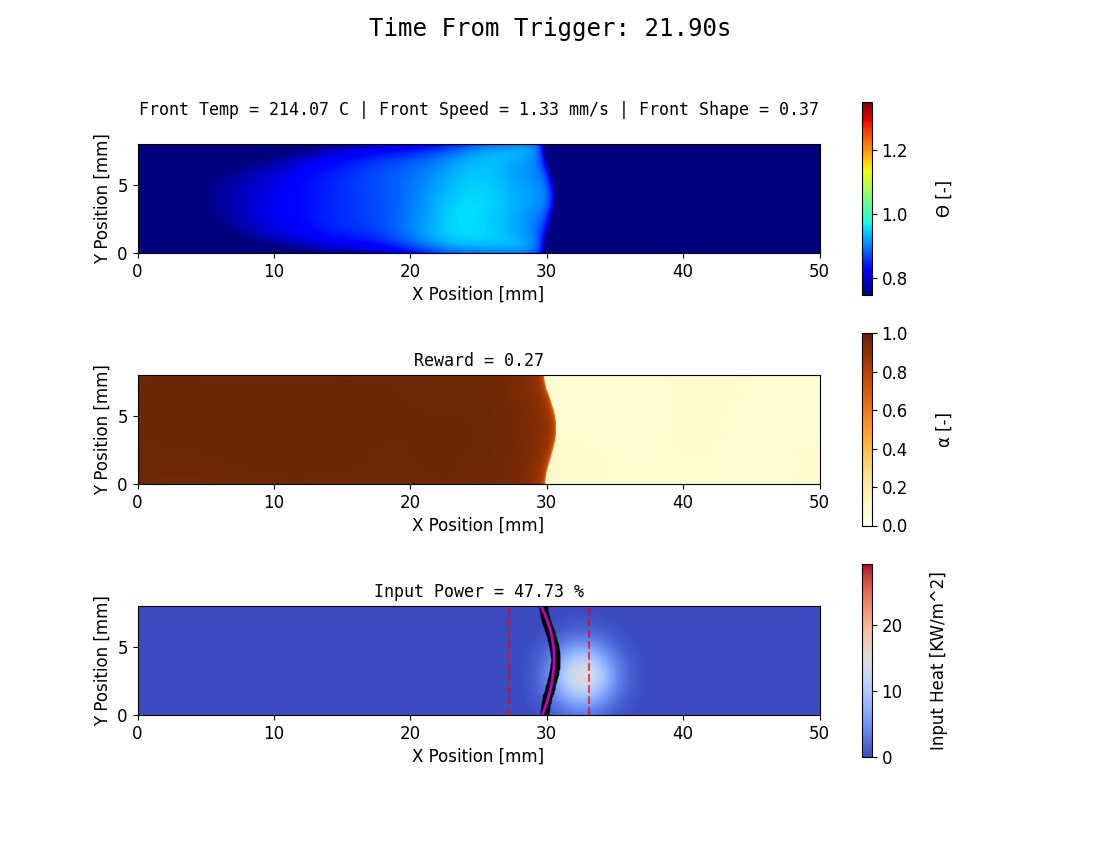 Time From Trigger: 21.90s
Front Temp = 214.07 C | Front Speed = 1.33 mm/s | Front Shape = 0.37
Y Position [mm]
5
0
0 10 20 30 40 50
X Position [mm]
1.2
1.0
0.8
Θ [-]
Reward = 0.27
Y Position [mm]
5
0
0 10 20 30 40 50
X Position [mm]
1.0
0.8
0.6
0.4
0.2
0.0
α [-]
Input Power = 47.73 %
Y Position [mm]
5
0
0 10 20 30 40 50
X Position [mm]
20
10
0
Input Heat [KW/m^2]